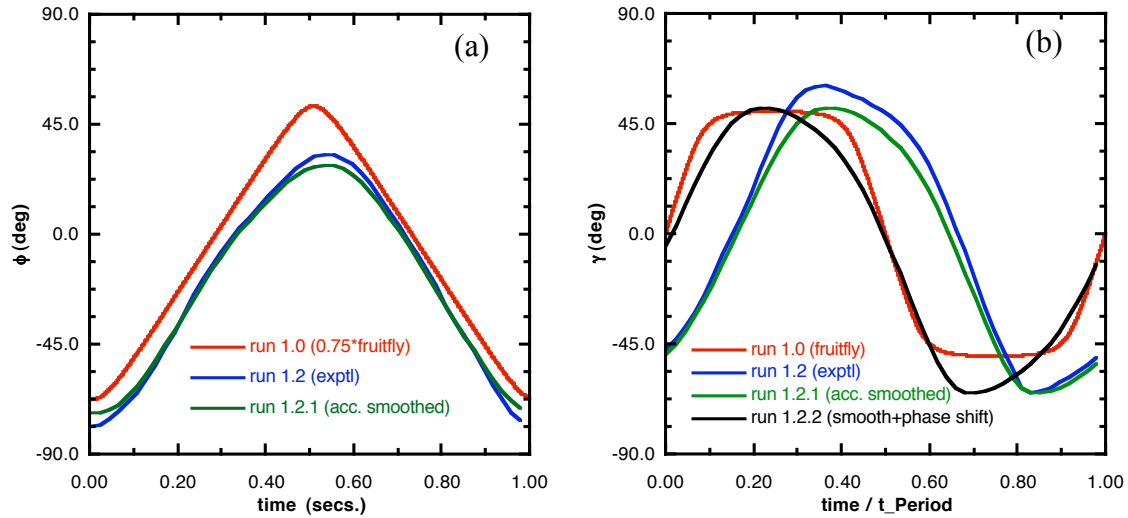 (a)
90.0
45.0
0.0
-45.0
-90.0
ϕ (deg)
run 1.0 (0.75*fruitfly)
run 1.2 (exptl)
run 1.2.1 (acc. smoothed)
0.00 0.20 0.40 0.60 0.80 1.00
time (secs.)
(b)
90.0
45.0
0.0
-45.0
-90.0
γ (deg)
run 1.0 (fruitfly)
run 1.2 (exptl)
run 1.2.1 (acc. smoothed)
run 1.2.2 (smooth+phase shift)
0.00 0.20 0.40 0.60 0.80 1.00
time / t_Period